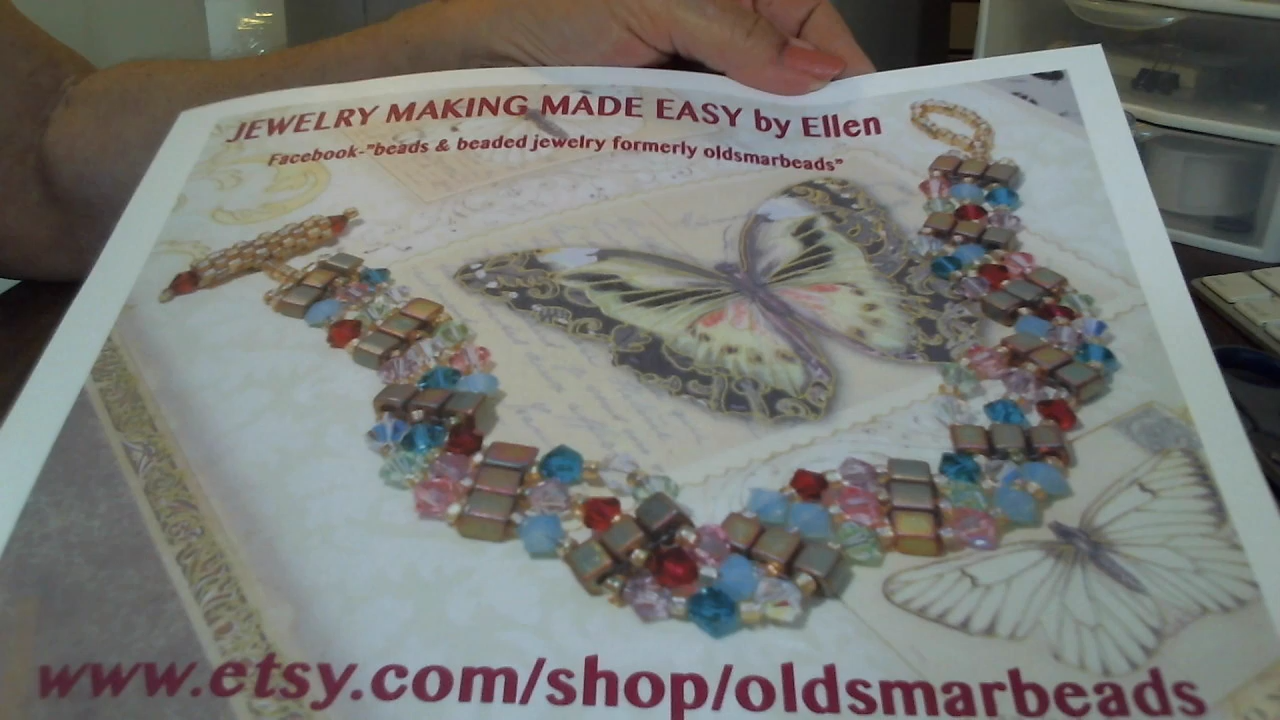 JEWELRY MAKING MADE EASY by Ellen
Facebook-"beads & beaded jewelry formerly oldsmarbeads"
www.etsy.com/shop/oldsmarbeads